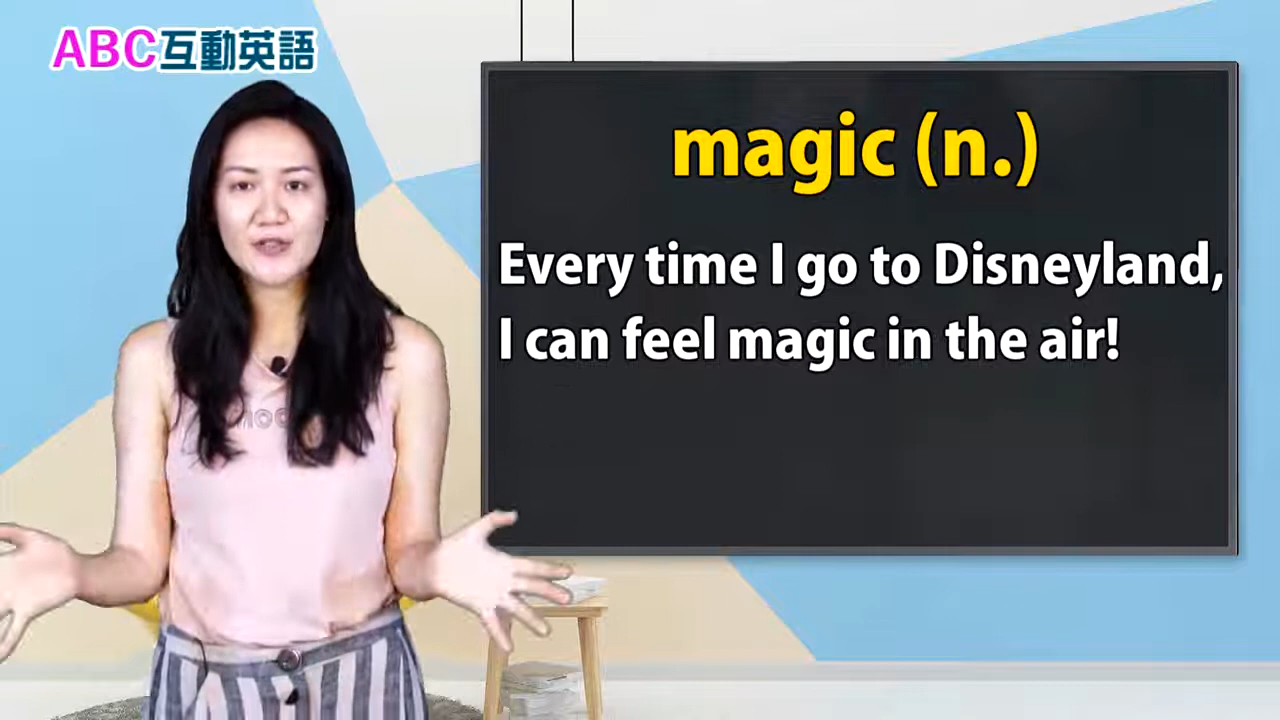 ABC互動英語
magic (n.)
Every time I go to Disneyland,
I can feel magic in the air!